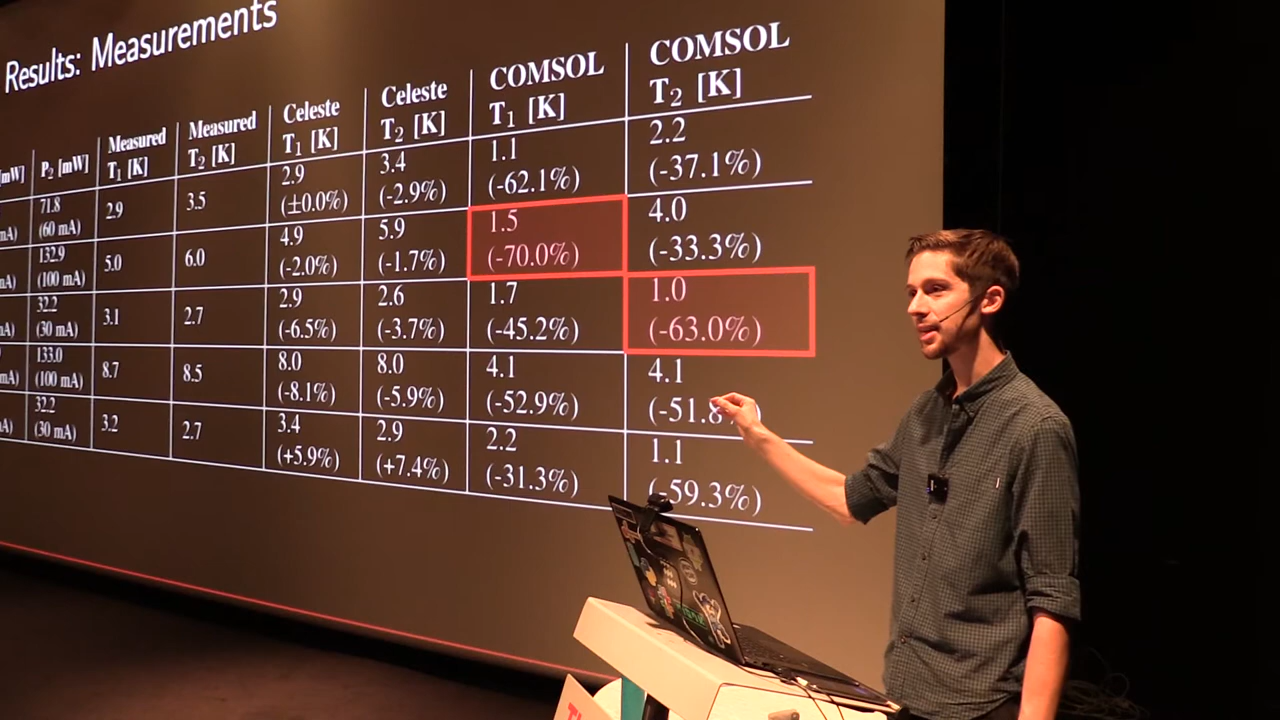 Results: Measurements
[mW] P₂ [mW] Measured T₁ [K] Measured T₂ [K] Celeste T₁ [K] Celeste T₂ [K] COMSOL T₁ [K] COMSOL T₂ [K]
mA) 71.8 (60 mA) 2.9 3.5 2.9 (±0.0%) 3.4 (-2.9%) 1.1 (-62.1%) 2.2 (-37.1%)
mA) 132.9 (100 mA) 5.0 6.0 4.9 (-2.0%) 5.9 (-1.7%) 1.5 (-70.0%) 4.0 (-33.3%)
mA) 32.2 (30 mA) 3.1 2.7 2.9 (-6.5%) 2.6 (-3.7%) 1.7 (-45.2%) 1.0 (-63.0%)
mA) 133.0 (100 mA) 8.7 8.5 8.0 (-8.1%) 8.0 (-5.9%) 4.1 (-52.9%) 4.1 (-51.8
A) 32.2 (30 mA) 3.2 2.7 3.4 (+5.9%) 2.9 (+7.4%) 2.2 (-31.3%) 1.1 (-59.3%)